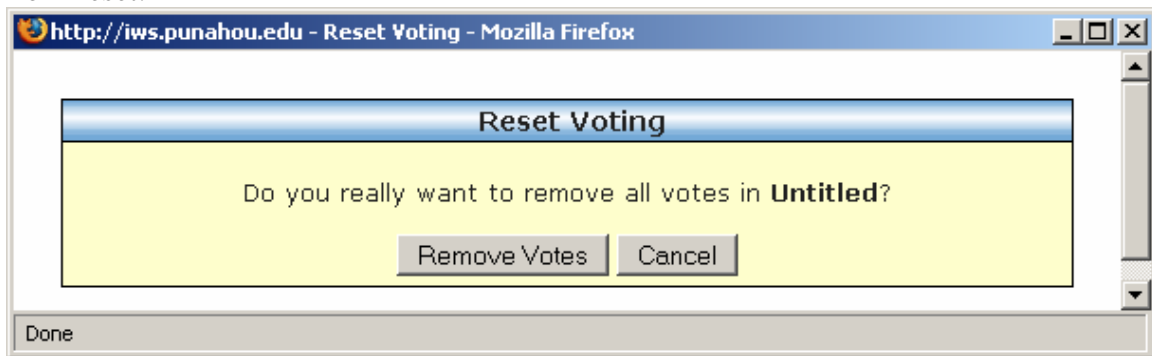 http://iws.punahou.edu - Reset Voting - Mozilla Firefox
Reset Voting
Do you really want to remove all votes in Untitled?
Remove Votes Cancel
Done